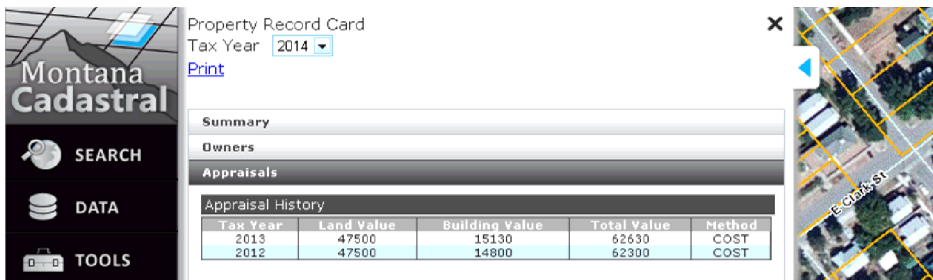 Montana
Cadastral
SEARCH
DATA
TOOLS
Property Record Card
Tax Year 2014
Print
Summary
Owners
Appraisals
Appraisal History
Tax Year Land Value Building Value Total Value Method
2013 47500 15130 62630 COST
2012 47500 14800 62300 COST
E Clark St